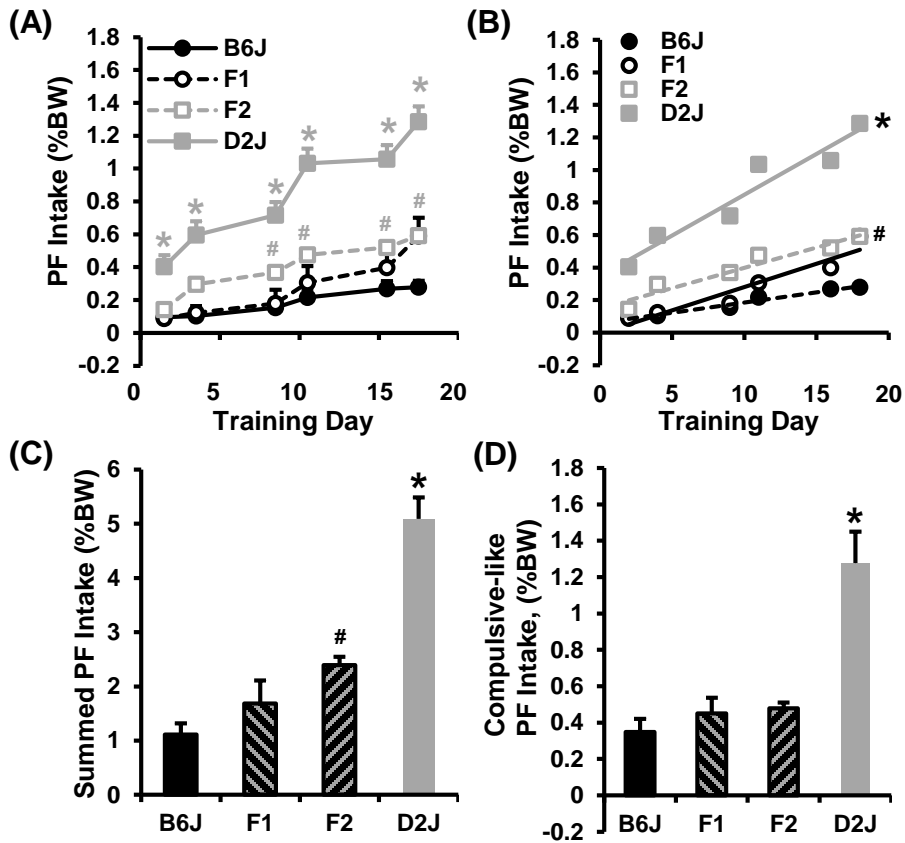 (A)
1.8
1.6
1.4
1.2
1
0.8
0.6
0.4
0.2
0
-0.2
PF Intake (%BW)
B6J
F1
F2
D2J
* * * * * *
# # # #
0 5 10 15 20
Training Day
(B)
1.8
1.6
1.4
1.2
1
0.8
0.6
0.4
0.2
0
-0.2
PF Intake (%BW)
B6J
F1
F2
D2J
*
#
0 5 10 15 20
Training Day
(C)
6
5
4
3
2
1
0
Summed PF Intake (%BW)
#
*
B6J F1 F2 D2J
(D)
1.8
1.6
1.4
1.2
1
0.8
0.6
0.4
0.2
0
-0.2
Compulsive-like
PF Intake, (%BW)
*
B6J F1 F2 D2J